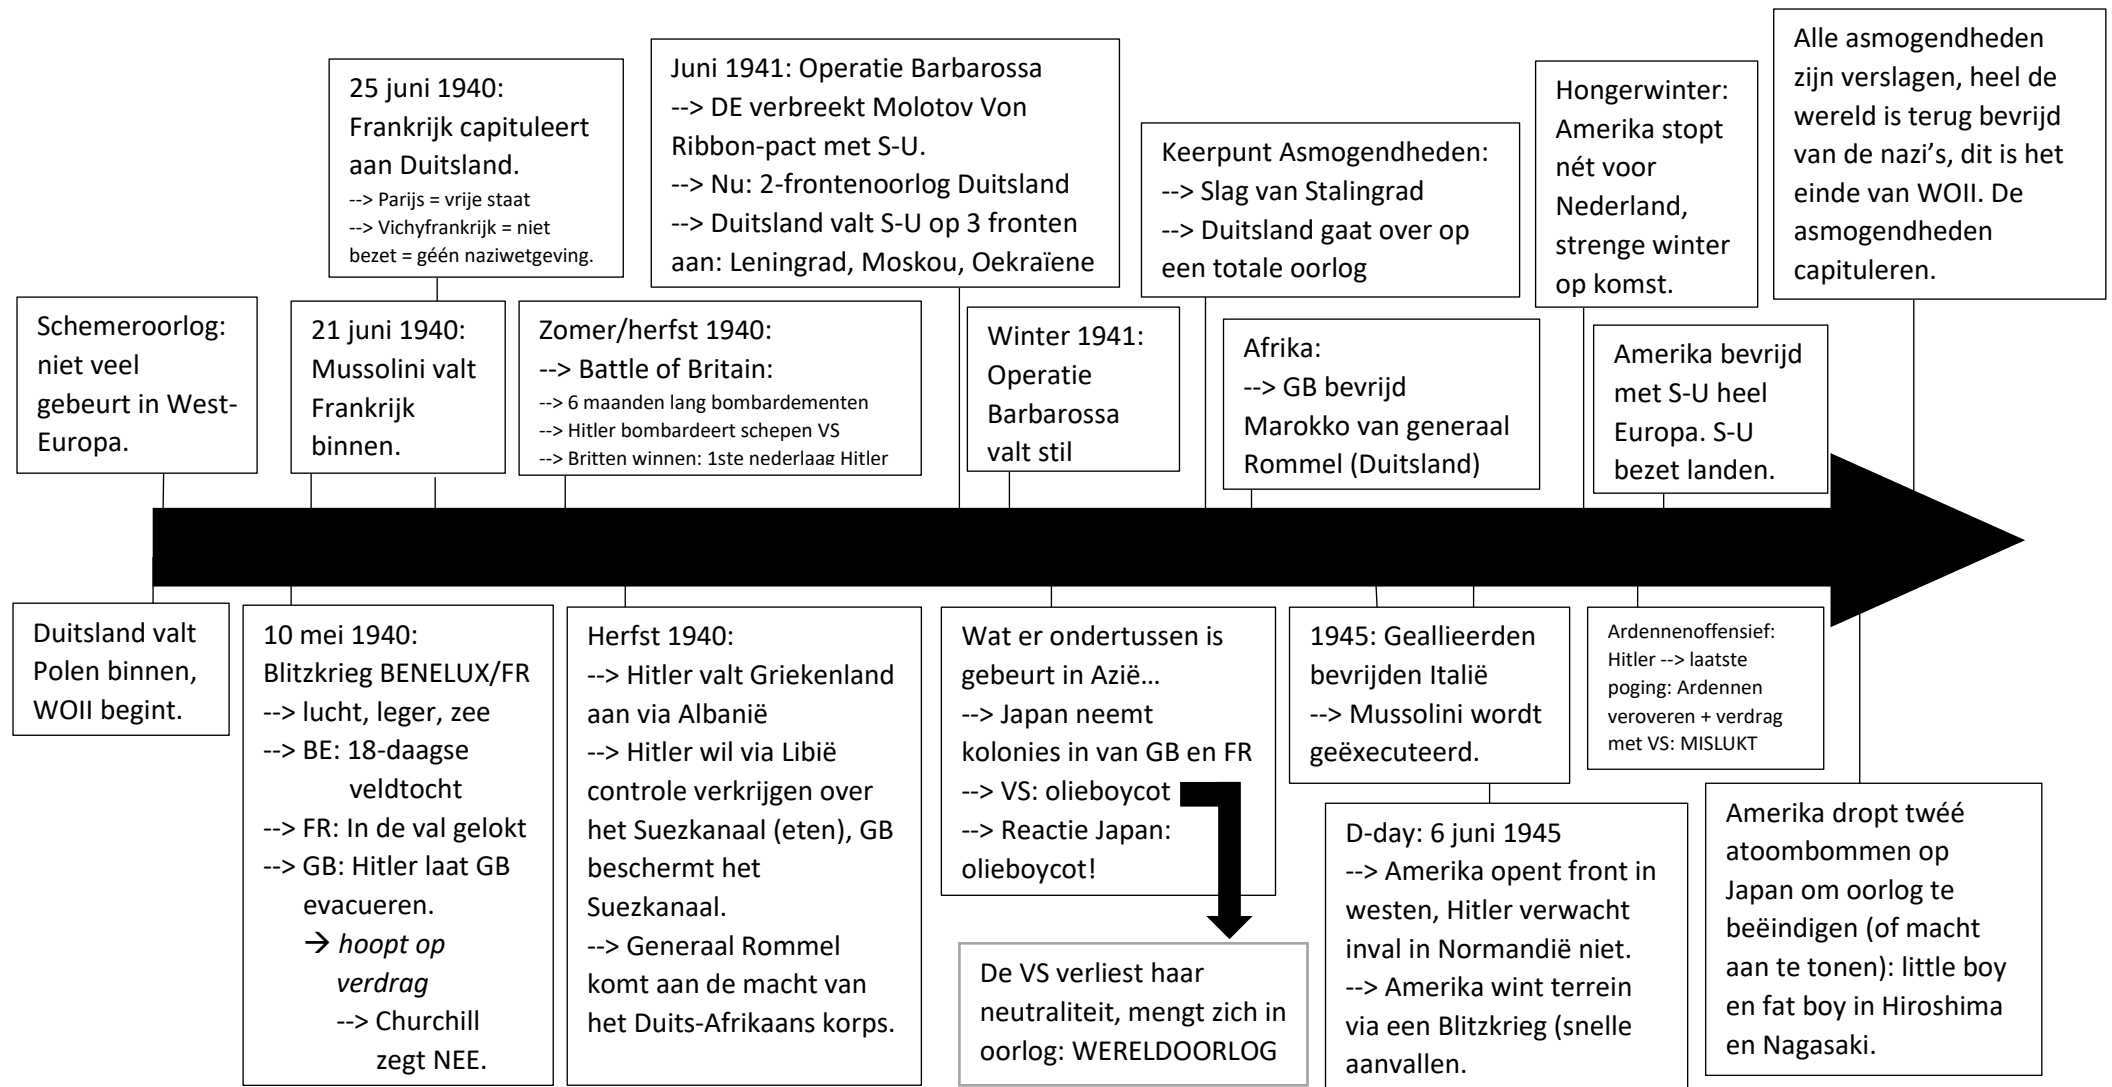 Schemeroorlog:
niet veel
gebeurt in West-
Europa.
25 juni 1940:
Frankrijk capituleert
aan Duitsland.
--> Parijs = vrije staat
--> Vichyfrankrijk = niet
bezet = géén naziwetgeving.
21 juni 1940:
Mussolini valt
Frankrijk
binnen.
Zomer/herfst 1940:
--> Battle of Britain:
--> 6 maanden lang bombardementen
--> Hitler bombardeert schepen VS
--> Britten winnen: 1ste nederlaag Hitler
Juni 1941: Operatie Barbarossa
--> DE verbreekt Molotov Von
Ribbon-pact met S-U.
--> Nu: 2-frontenoorlog Duitsland
--> Duitsland valt S-U op 3 fronten
aan: Leningrad, Moskou, Oekraïene
Winter 1941:
Operatie
Barbarossa
valt stil
Keerpunt Asmogendheden:
--> Slag van Stalingrad
--> Duitsland gaat over op
een totale oorlog
Afrika:
--> GB bevrijd
Marokko van generaal
Rommel (Duitsland)
Hongerwinter:
Amerika stopt
nét voor
Nederland,
strenge winter
op komst.
Amerika bevrijd
met S-U heel
Europa. S-U
bezet landen.
Alle asmogendheden
zijn verslagen, heel de
wereld is terug bevrijd
van de nazi’s, dit is het
einde van WOII. De
asmogendheden
capituleren.
Duitsland valt
Polen binnen,
WOII begint.
10 mei 1940:
Blitzkrieg BENELUX/FR
--> lucht, leger, zee
--> BE: 18-daagse
veldtocht
--> FR: In de val gelokt
--> GB: Hitler laat GB
evacueren.
→ hoopt op
verdrag
--> Churchill
zegt NEE.
Herfst 1940:
--> Hitler valt Griekenland
aan via Albanië
--> Hitler wil via Libië
controle verkrijgen over
het Suezkanaal (eten), GB
beschermt het
Suezkanaal.
--> Generaal Rommel
komt aan de macht van
het Duits-Afrikaans korps.
Wat er ondertussen is
gebeurt in Azië…
--> Japan neemt
kolonies in van GB en FR
--> VS: olieboycot
--> Reactie Japan:
olieboycot!
De VS verliest haar
neutraliteit, mengt zich in
oorlog: WERELDOORLOG
1945: Geallieerden
bevrijden Italië
--> Mussolini wordt
geëxecuteerd.
D-day: 6 juni 1945
--> Amerika opent front in
westen, Hitler verwacht
inval in Normandië niet.
--> Amerika wint terrein
via een Blitzkrieg (snelle
aanvallen.
Ardennenoffensief:
Hitler --> laatste
poging: Ardennen
veroveren + verdrag
met VS: MISLUKT
Amerika dropt twéé
atoombommen op
Japan om oorlog te
beëindigen (of macht
aan te tonen): little boy
en fat boy in Hiroshima
en Nagasaki.